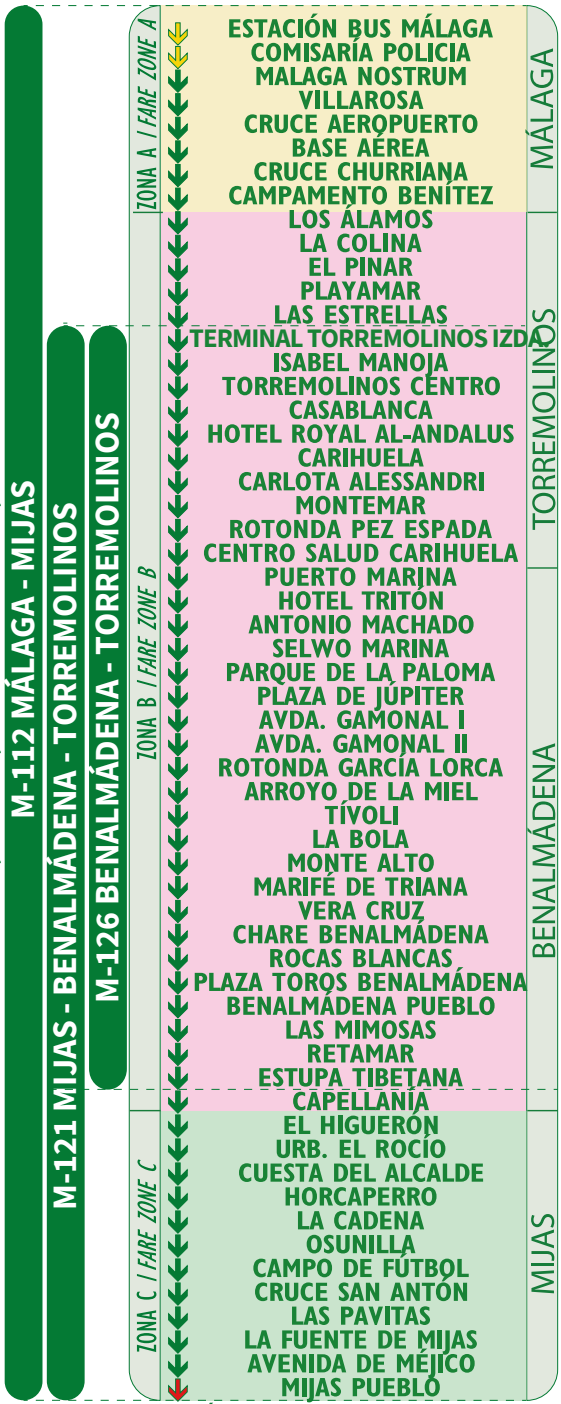 M-112 MÁLAGA - MIJAS
M-121 MIJAS - BENALMÁDENA - TORREMOLINOS
M-126 BENALMÁDENA - TORREMOLINOS
ZONA A / FARE ZONE A
ESTACIÓN BUS MÁLAGA
COMISARÍA POLICIA
MALAGA NOSTRUM
VILLAROSA
CRUCE AEROPUERTO
BASE AÉREA
CRUCE CHURRIANA
CAMPAMENTO BENÍTEZ
MÁLAGA
ZONA B / FARE ZONE B
LOS ÁLAMOS
LA COLINA
EL PINAR
PLAYAMAR
LAS ESTRELLAS
TERMINAL TORREMOLINOS IZDA.
ISABEL MANOJA
TORREMOLINOS CENTRO
CASABLANCA
HOTEL ROYAL AL-ANDALUS
CARIHUELA
CARLOTA ALESSANDRI
MONTEMAR
ROTONDA PEZ ESPADA
CENTRO SALUD CARIHUELA
TORREMOLINOS
PUERTO MARINA
HOTEL TRITÓN
ANTONIO MACHADO
SELWO MARINA
PARQUE DE LA PALOMA
PLAZA DE JÚPITER
AVDA. GAMONAL I
AVDA. GAMONAL II
ROTONDA GARCÍA LORCA
ARROYO DE LA MIEL
TÍVOLI
LA BOLA
MONTE ALTO
MARIFÉ DE TRIANA
VERA CRUZ
CHARE BENALMÁDENA
ROCAS BLANCAS
PLAZA TOROS BENALMÁDENA
BENALMÁDENA PUEBLO
LAS MIMOSAS
RETAMAR
ESTUPA TIBETANA
CAPELLANÍA
BENALMÁDENA
ZONA C / FARE ZONE C
EL HIGUERÓN
URB. EL ROCÍO
CUESTA DEL ALCALDE
HORCAPERRO
LA CADENA
OSUNILLA
CAMPO DE FÚTBOL
CRUCE SAN ANTÓN
LAS PAVITAS
LA FUENTE DE MIJAS
AVENIDA DE MÉJICO
MIJAS PUEBLO
MIJAS